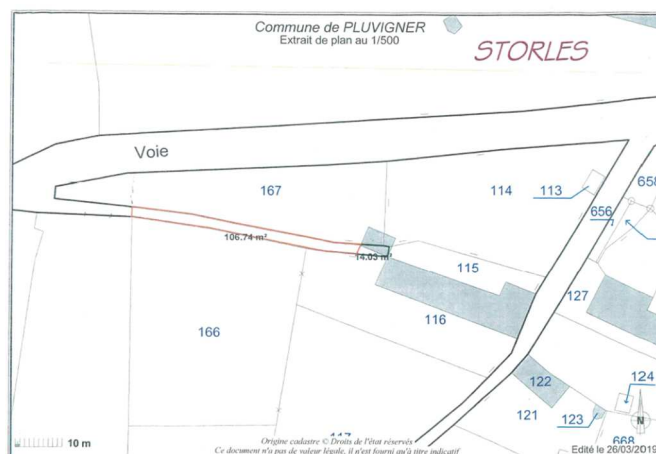 Commune de PLUVIGNER
Extrait de plan au 1/500
STORLES
Voie
167
114
113
658
656
106.74 m²
14.03 m²
115
127
116
166
122
124
121
123
N
668
10 m
Origine cadastre © Droits de l'état réservés
Ce document n'a pas de valeur légale, il n'est fourni qu'à titre indicatif
Edité le 26/03/2019